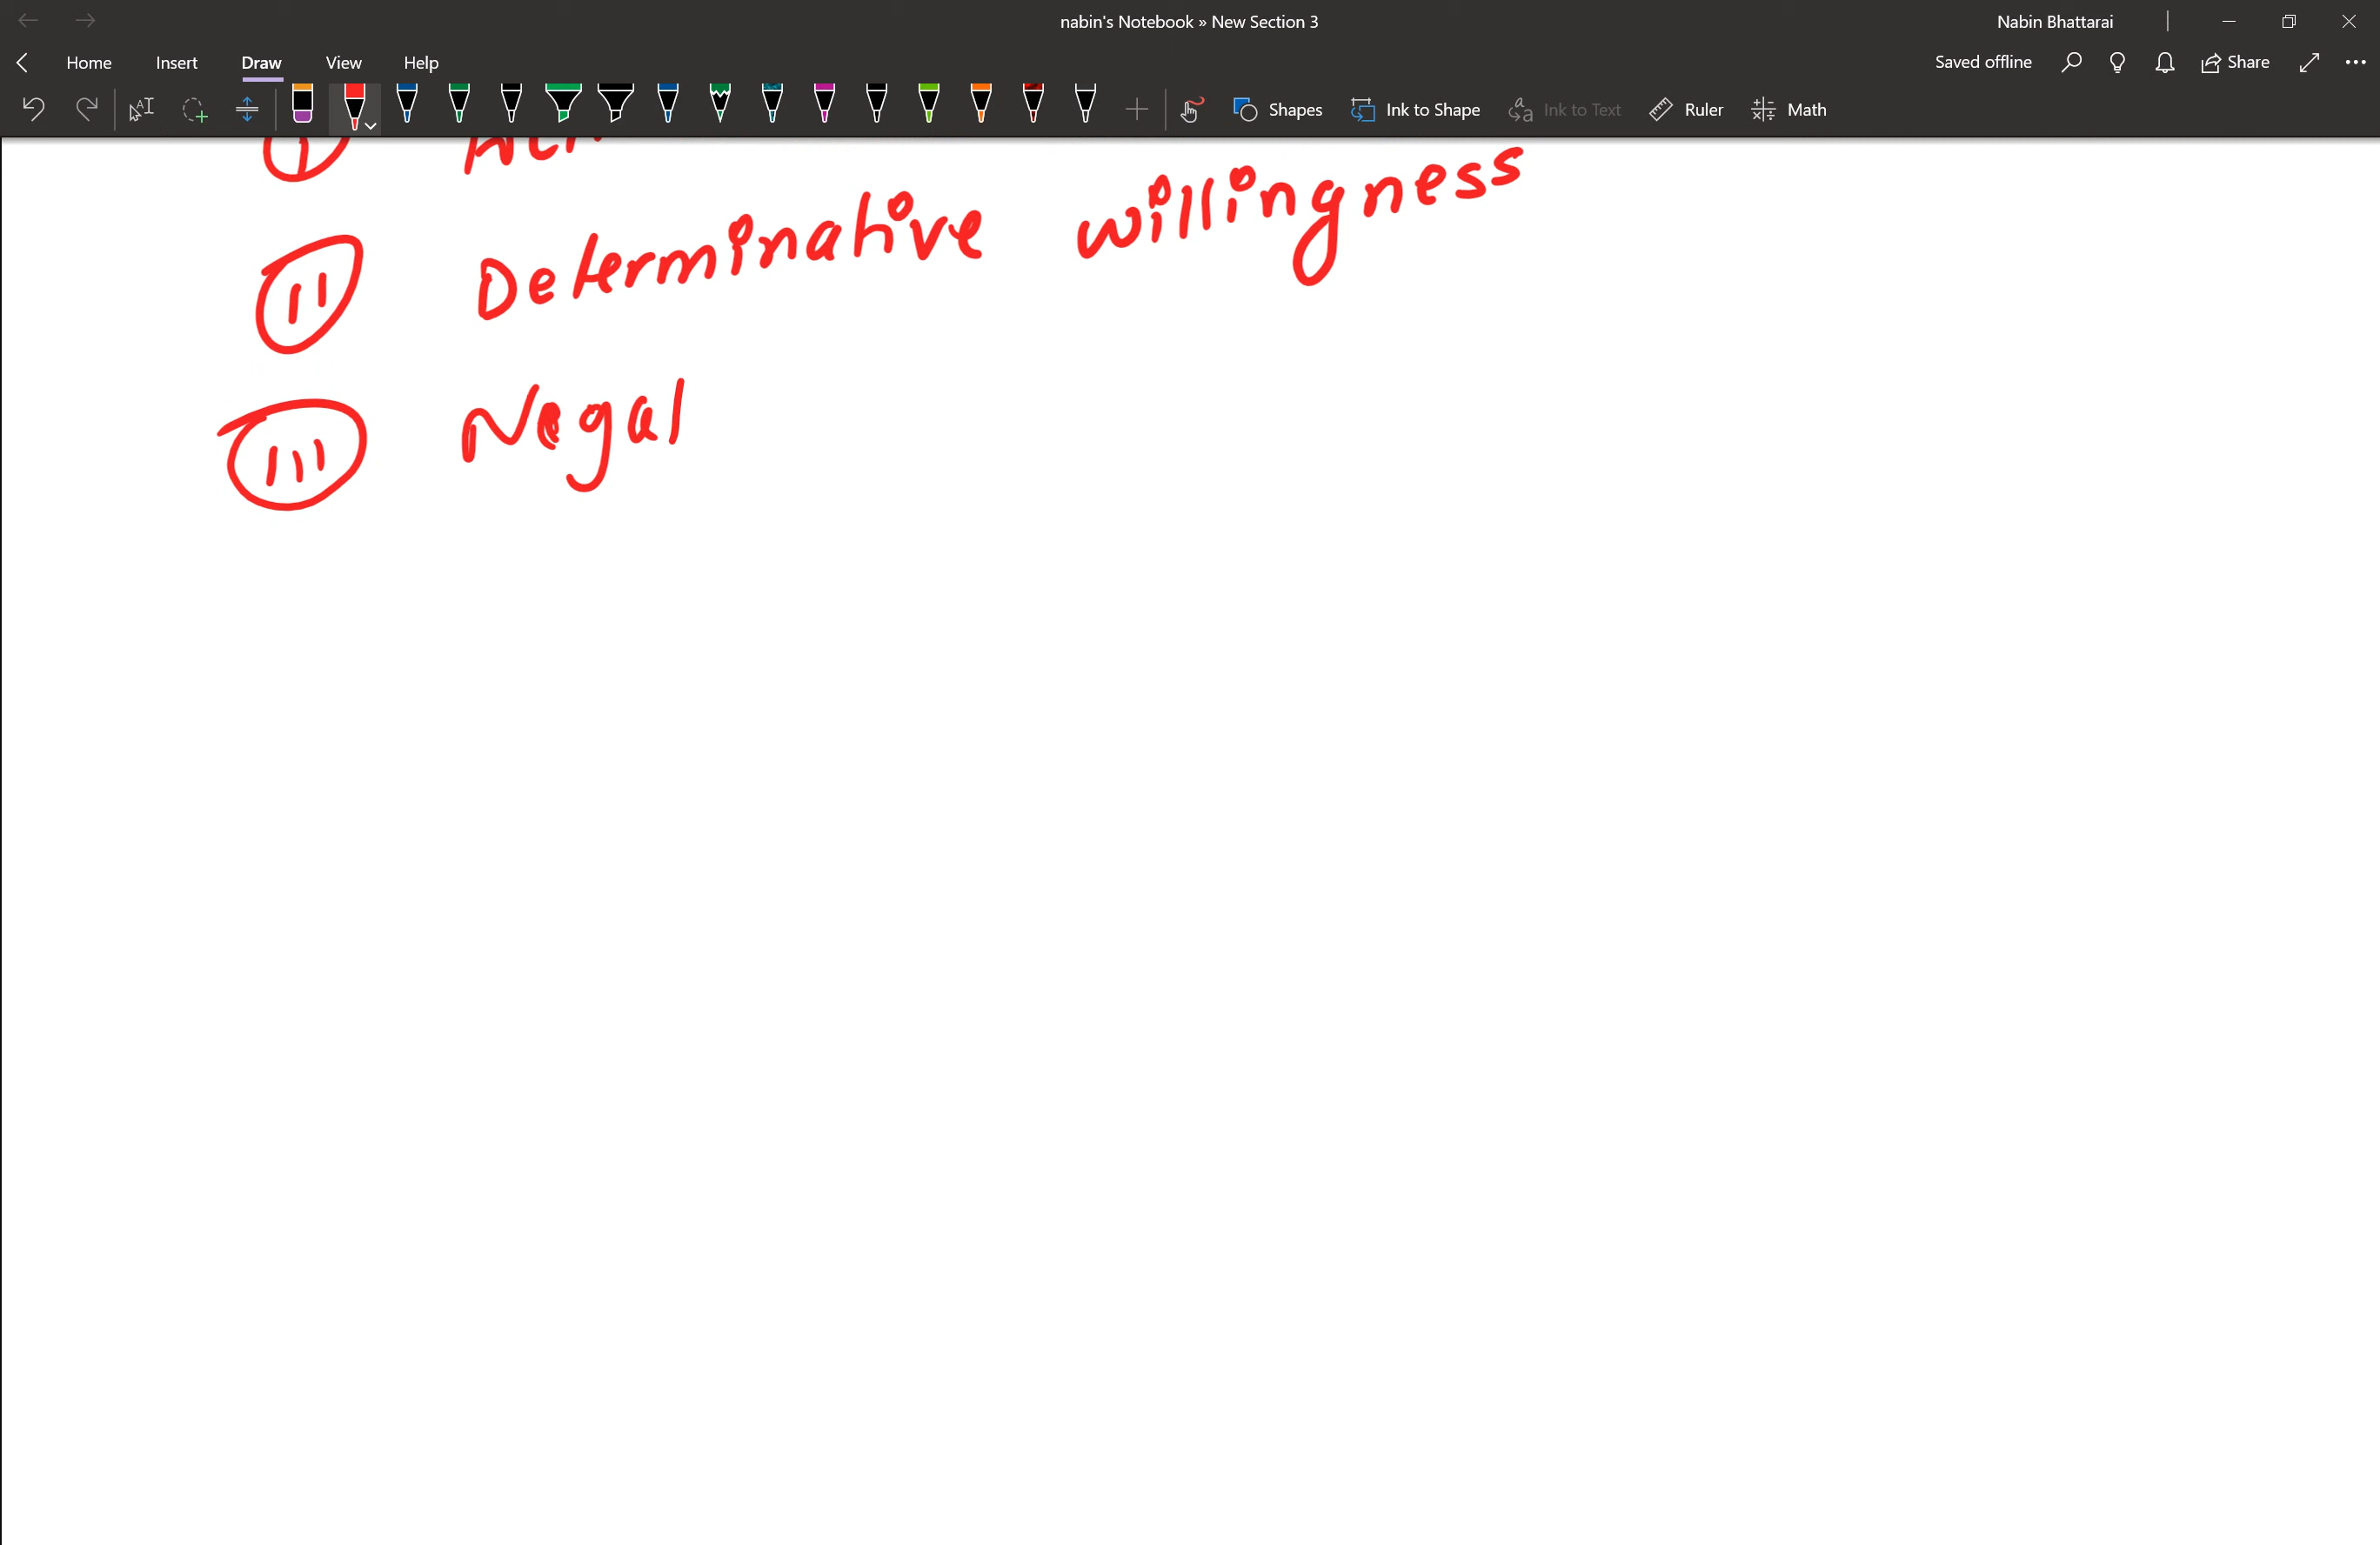 nabin's Notebook » New Section 3
Nabin Bhattarai
Home Insert Draw View Help
Saved offline
Share
Shapes Ink to Shape Ink to Text Ruler Math
(i)
(ii) Determinative willingness
(iii) Negal